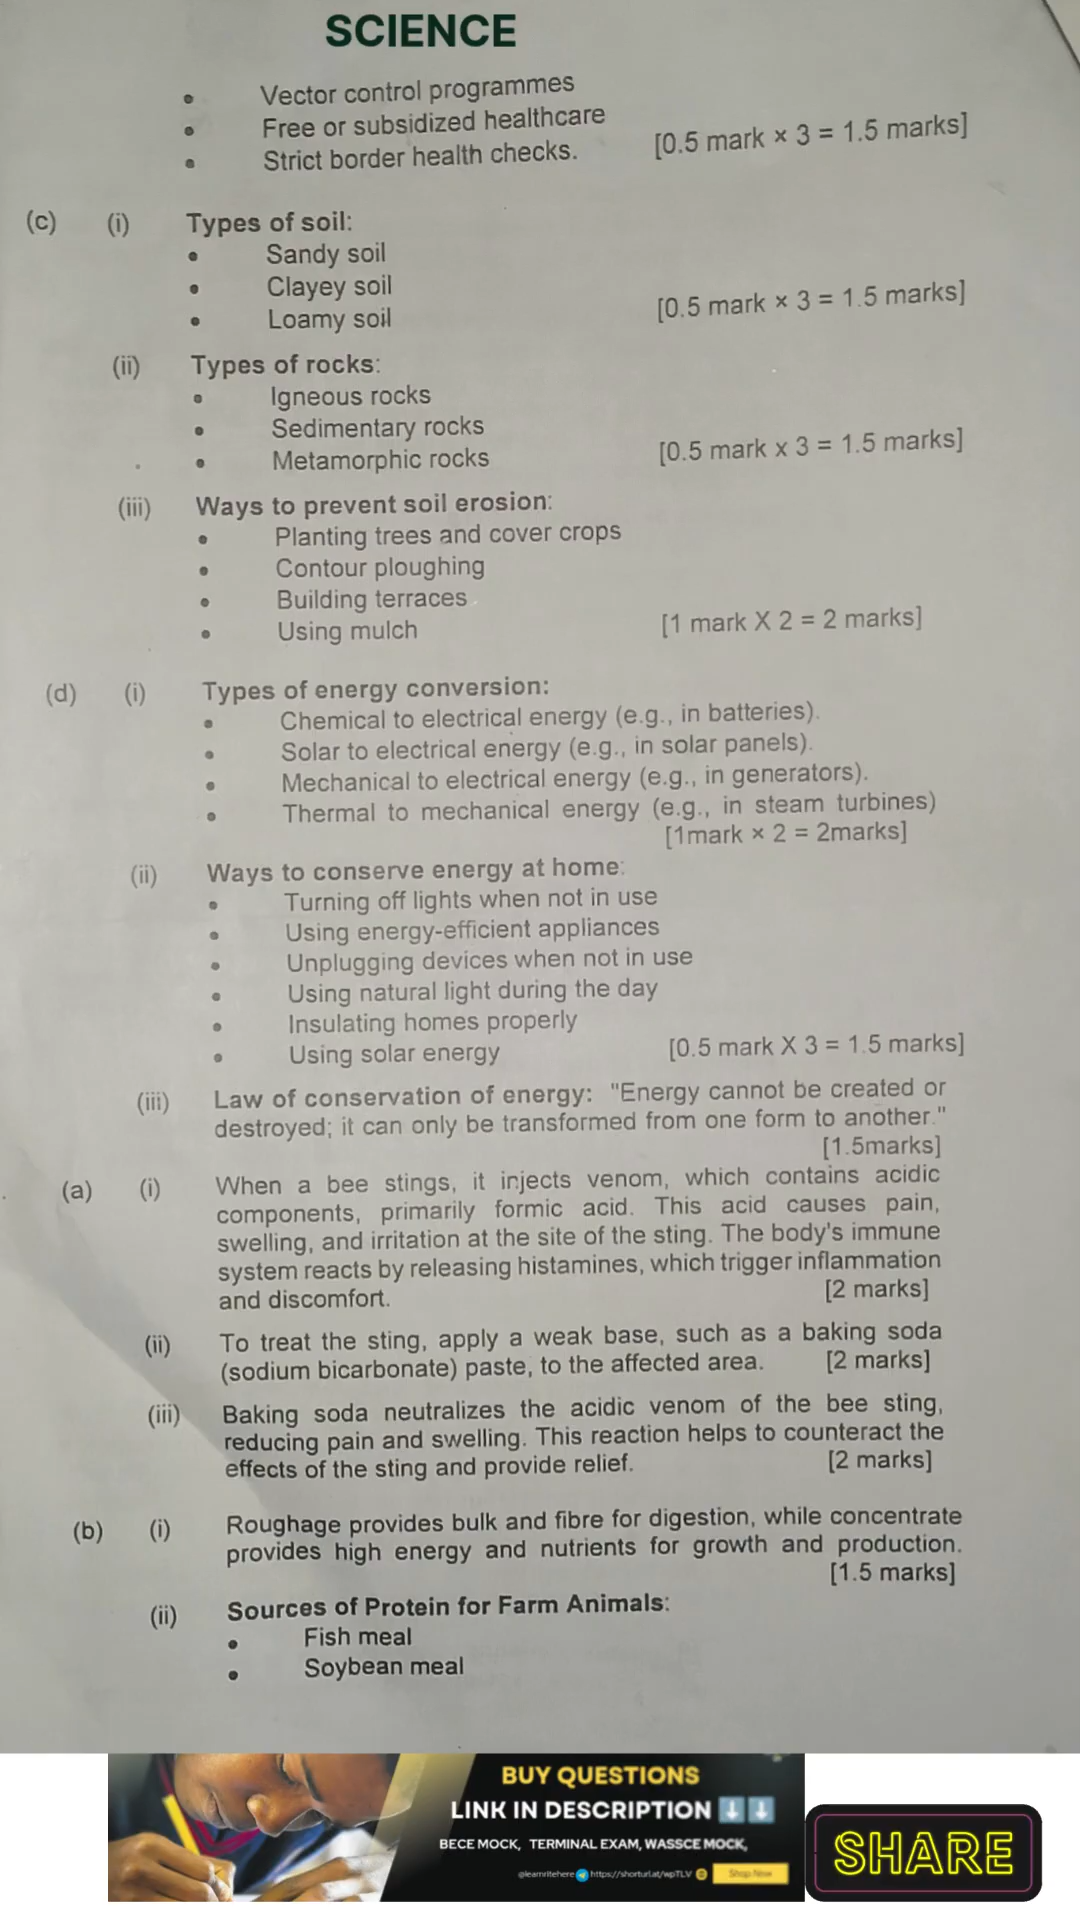 SCIENCE
• Vector control programmes
• Free or subsidized healthcare
• Strict border health checks. [0.5 mark × 3 = 1.5 marks]
(c) (i) Types of soil:
• Sandy soil
• Clayey soil
• Loamy soil [0.5 mark × 3 = 1.5 marks]
(ii) Types of rocks:
• Igneous rocks
• Sedimentary rocks
• Metamorphic rocks [0.5 mark x 3 = 1.5 marks]
(iii) Ways to prevent soil erosion:
• Planting trees and cover crops
• Contour ploughing
• Building terraces
• Using mulch [1 mark X 2 = 2 marks]
(d) (i) Types of energy conversion:
• Chemical to electrical energy (e.g., in batteries).
• Solar to electrical energy (e.g., in solar panels).
• Mechanical to electrical energy (e.g., in generators).
• Thermal to mechanical energy (e.g., in steam turbines)
[1mark × 2 = 2marks]
(ii) Ways to conserve energy at home:
• Turning off lights when not in use
• Using energy-efficient appliances
• Unplugging devices when not in use
• Using natural light during the day
• Insulating homes properly
• Using solar energy [0.5 mark X 3 = 1.5 marks]
(iii) Law of conservation of energy: "Energy cannot be created or
destroyed; it can only be transformed from one form to another."
[1.5marks]
(a) (i) When a bee stings, it injects venom, which contains acidic
components, primarily formic acid. This acid causes pain,
swelling, and irritation at the site of the sting. The body's immune
system reacts by releasing histamines, which trigger inflammation
and discomfort. [2 marks]
(ii) To treat the sting, apply a weak base, such as a baking soda
(sodium bicarbonate) paste, to the affected area. [2 marks]
(iii) Baking soda neutralizes the acidic venom of the bee sting,
reducing pain and swelling. This reaction helps to counteract the
effects of the sting and provide relief. [2 marks]
(b) (i) Roughage provides bulk and fibre for digestion, while concentrate
provides high energy and nutrients for growth and production.
[1.5 marks]
(ii) Sources of Protein for Farm Animals:
• Fish meal
• Soybean meal
BUY QUESTIONS
LINK IN DESCRIPTION
BECE MOCK, TERMINAL EXAM, WASSCE MOCK,
@learnritehere https://shorturl.at/wpTLV Shop Now
SHARE